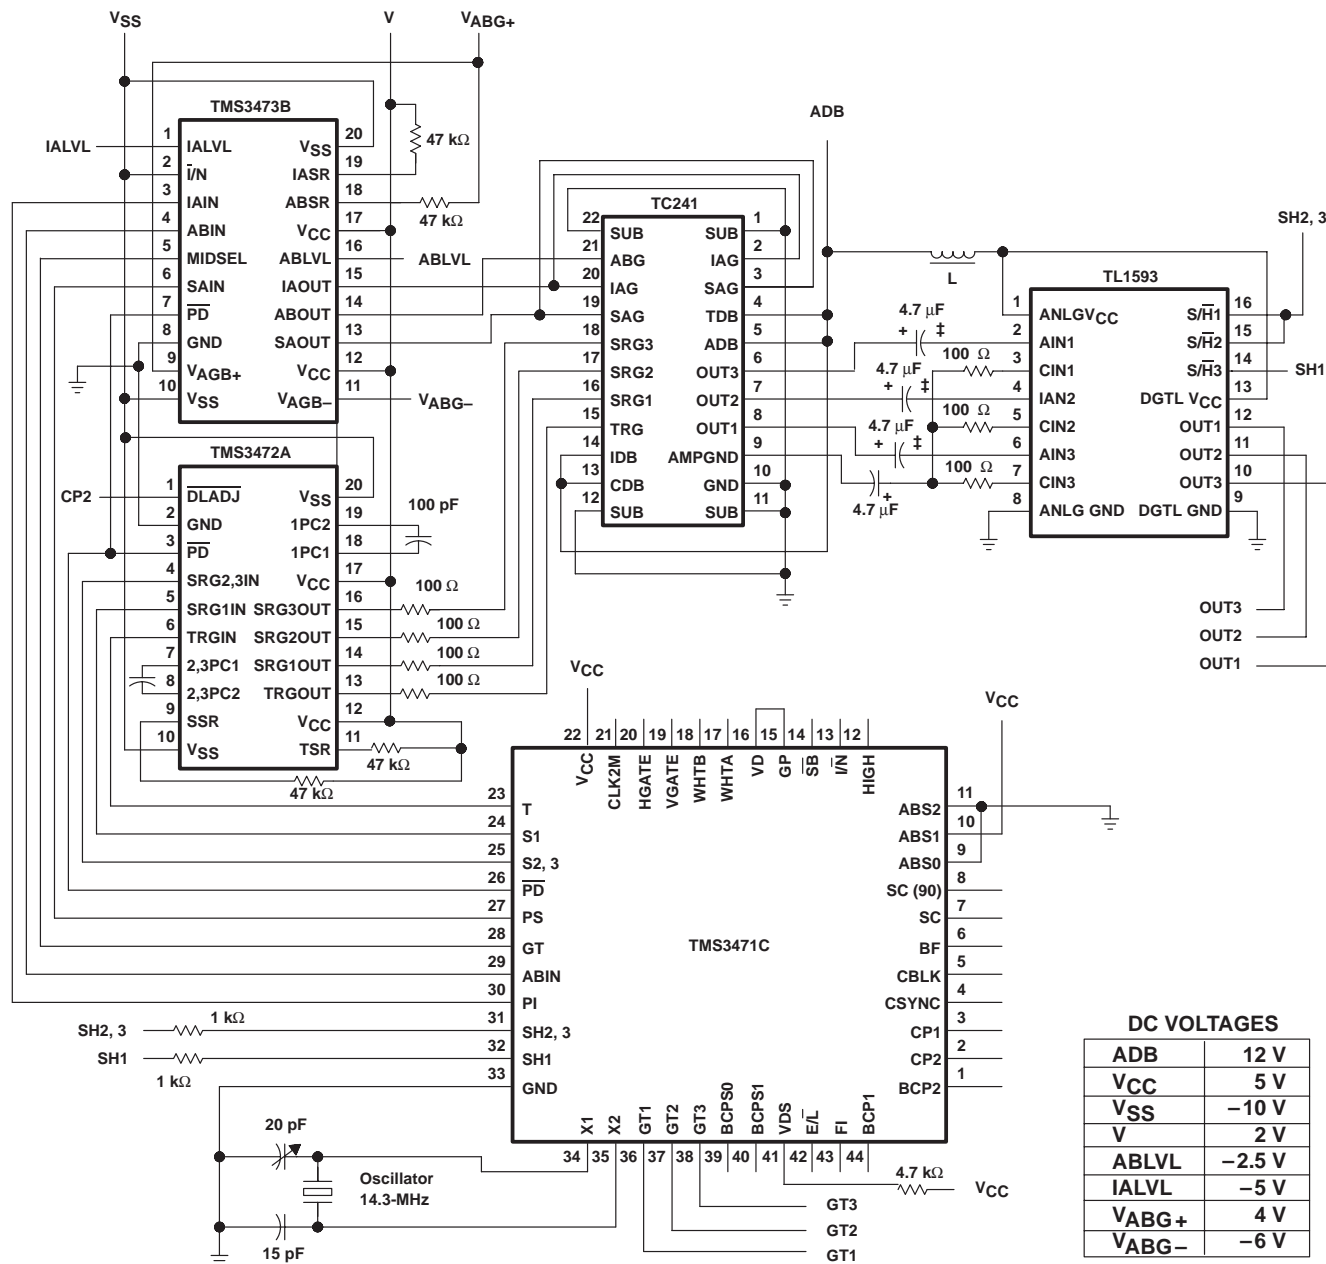 VSS
V
VABG+
TMS3473B
IALVL
1 IALVL
2 I̅/N
3 IAIN
4 ABIN
5 MIDSEL
6 SAIN
7 P̅D̅
8 GND
9 VAGB+
10 VSS
VSS 20
IASR 19
ABSR 18
VCC 17
ABLVL 16
IAOUT 15
ABOUT 14
SAOUT 13
VCC 12
VAGB– 11
47 kΩ
47 kΩ
ABLVL
VABG–
TMS3472A
CP2
1 D̅L̅A̅D̅J̅
2 GND
3 P̅D̅
4 SRG2,3IN
5 SRG1IN
6 TRGIN
7 2,3PC1
8 2,3PC2
9 SSR
10 VSS
VSS 20
1PC2 19
1PC1 18
VCC 17
SRG3OUT 16
SRG2OUT 15
SRG1OUT 14
TRGOUT 13
VCC 12
TSR 11
100 pF
100 Ω
100 Ω
100 Ω
100 Ω
47 kΩ
47 kΩ
ADB
TC241
22 SUB
21 ABG
20 IAG
19 SAG
18 SRG3
17 SRG2
16 SRG1
15 TRG
14 IDB
13 CDB
12 SUB
SUB 1
IAG 2
SAG 3
TDB 4
ADB 5
OUT3 6
OUT2 7
OUT1 8
AMPGND 9
GND 10
SUB 11
L
4.7 µF
+ ‡
100 Ω
4.7 µF
+ ‡
100 Ω
4.7 µF
+ ‡
100 Ω
4.7 µF
+
SH2, 3
TL1593
1 ANLGVCC
2 AIN1
3 CIN1
4 IAN2
5 CIN2
6 AIN3
7 CIN3
8 ANLG GND
S/H̅1 16
S/H̅2 15
S/H̅3 14
DGTL VCC 13
OUT1 12
OUT2 11
OUT3 10
DGTL GND 9
SH1
OUT3
OUT2
OUT1
VCC
VCC
22 21 20 19 18 17 16 15 14 13 12
VCC
CLK2M
HGATE
VGATE
WHTB
WHTA
VD
GP
S̅B̅
I̅/N
HIGH
TMS3471C
23 T
24 S1
25 S2, 3
26 P̅D̅
27 PS
28 GT
29 ABIN
30 PI
31 SH2, 3
32 SH1
33 GND
ABS2 11
ABS1 10
ABS0 9
SC (90) 8
SC 7
BF 6
CBLK 5
CSYNC 4
CP1 3
CP2 2
BCP2 1
X1
X2
GT1
GT2
GT3
BCPS0
BCPS1
VDS
E/L̅
FI
BCP1
34 35 36 37 38 39 40 41 42 43 44
SH2, 3
1 kΩ
SH1
1 kΩ
20 pF
Oscillator
14.3-MHz
15 pF
4.7 kΩ
VCC
GT3
GT2
GT1
DC VOLTAGES
ADB 12 V
VCC 5 V
VSS –10 V
V 2 V
ABLVL –2.5 V
IALVL –5 V
VABG+ 4 V
VABG– –6 V